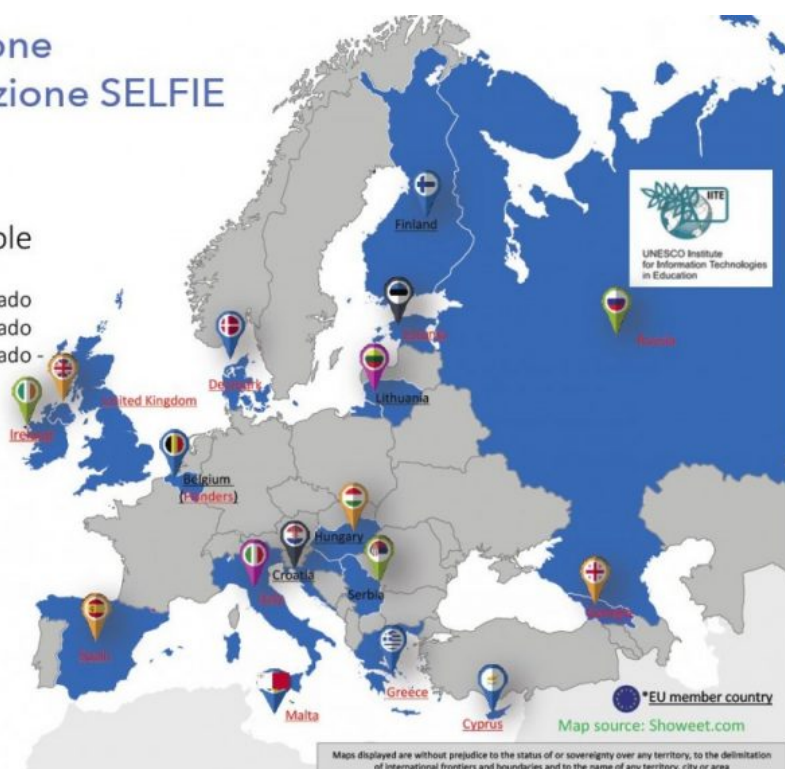 one
zione SELFIE
ole
ado
ado
ado -
IITE
UNESCO Institute
for Information Technologies
in Education
Finland
Estonia
Russia
Denmark
Lithuania
United Kingdom
Ireland
Belgium
(Flanders)
Hungary
Croatia
Italy
Serbia
Georgia
Spain
Greece
Malta
Cyprus
*EU member country
Map source: Showeet.com
Maps displayed are without prejudice to the status of or sovereignty over any territory, to the delimitation
of international frontiers and boundaries and to the name of any territory, city or area